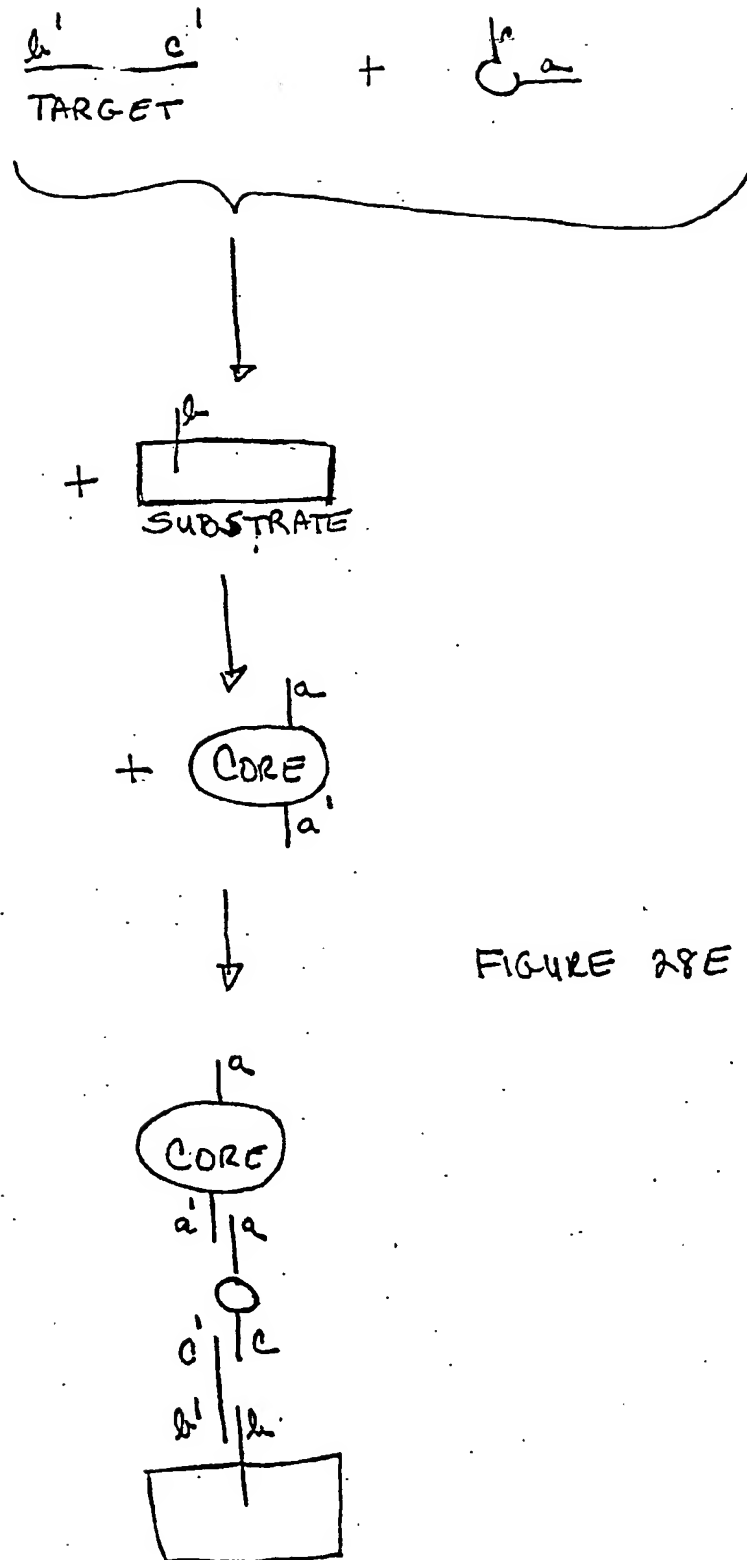 b' c'
TARGET
+
c a
b
+
SUBSTRATE
a
+ CORE
a'
FIGURE 28E
a
CORE
a' a
c' c
b' b